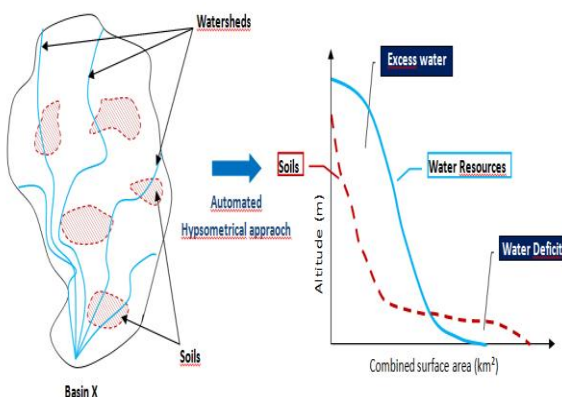 Watersheds
Soils
Basin X
Automated
Hypsometrical appraoch
Excess water
Soils
Water Resources
Water Deficit
Altitude (m)
Combined surface area (km²)